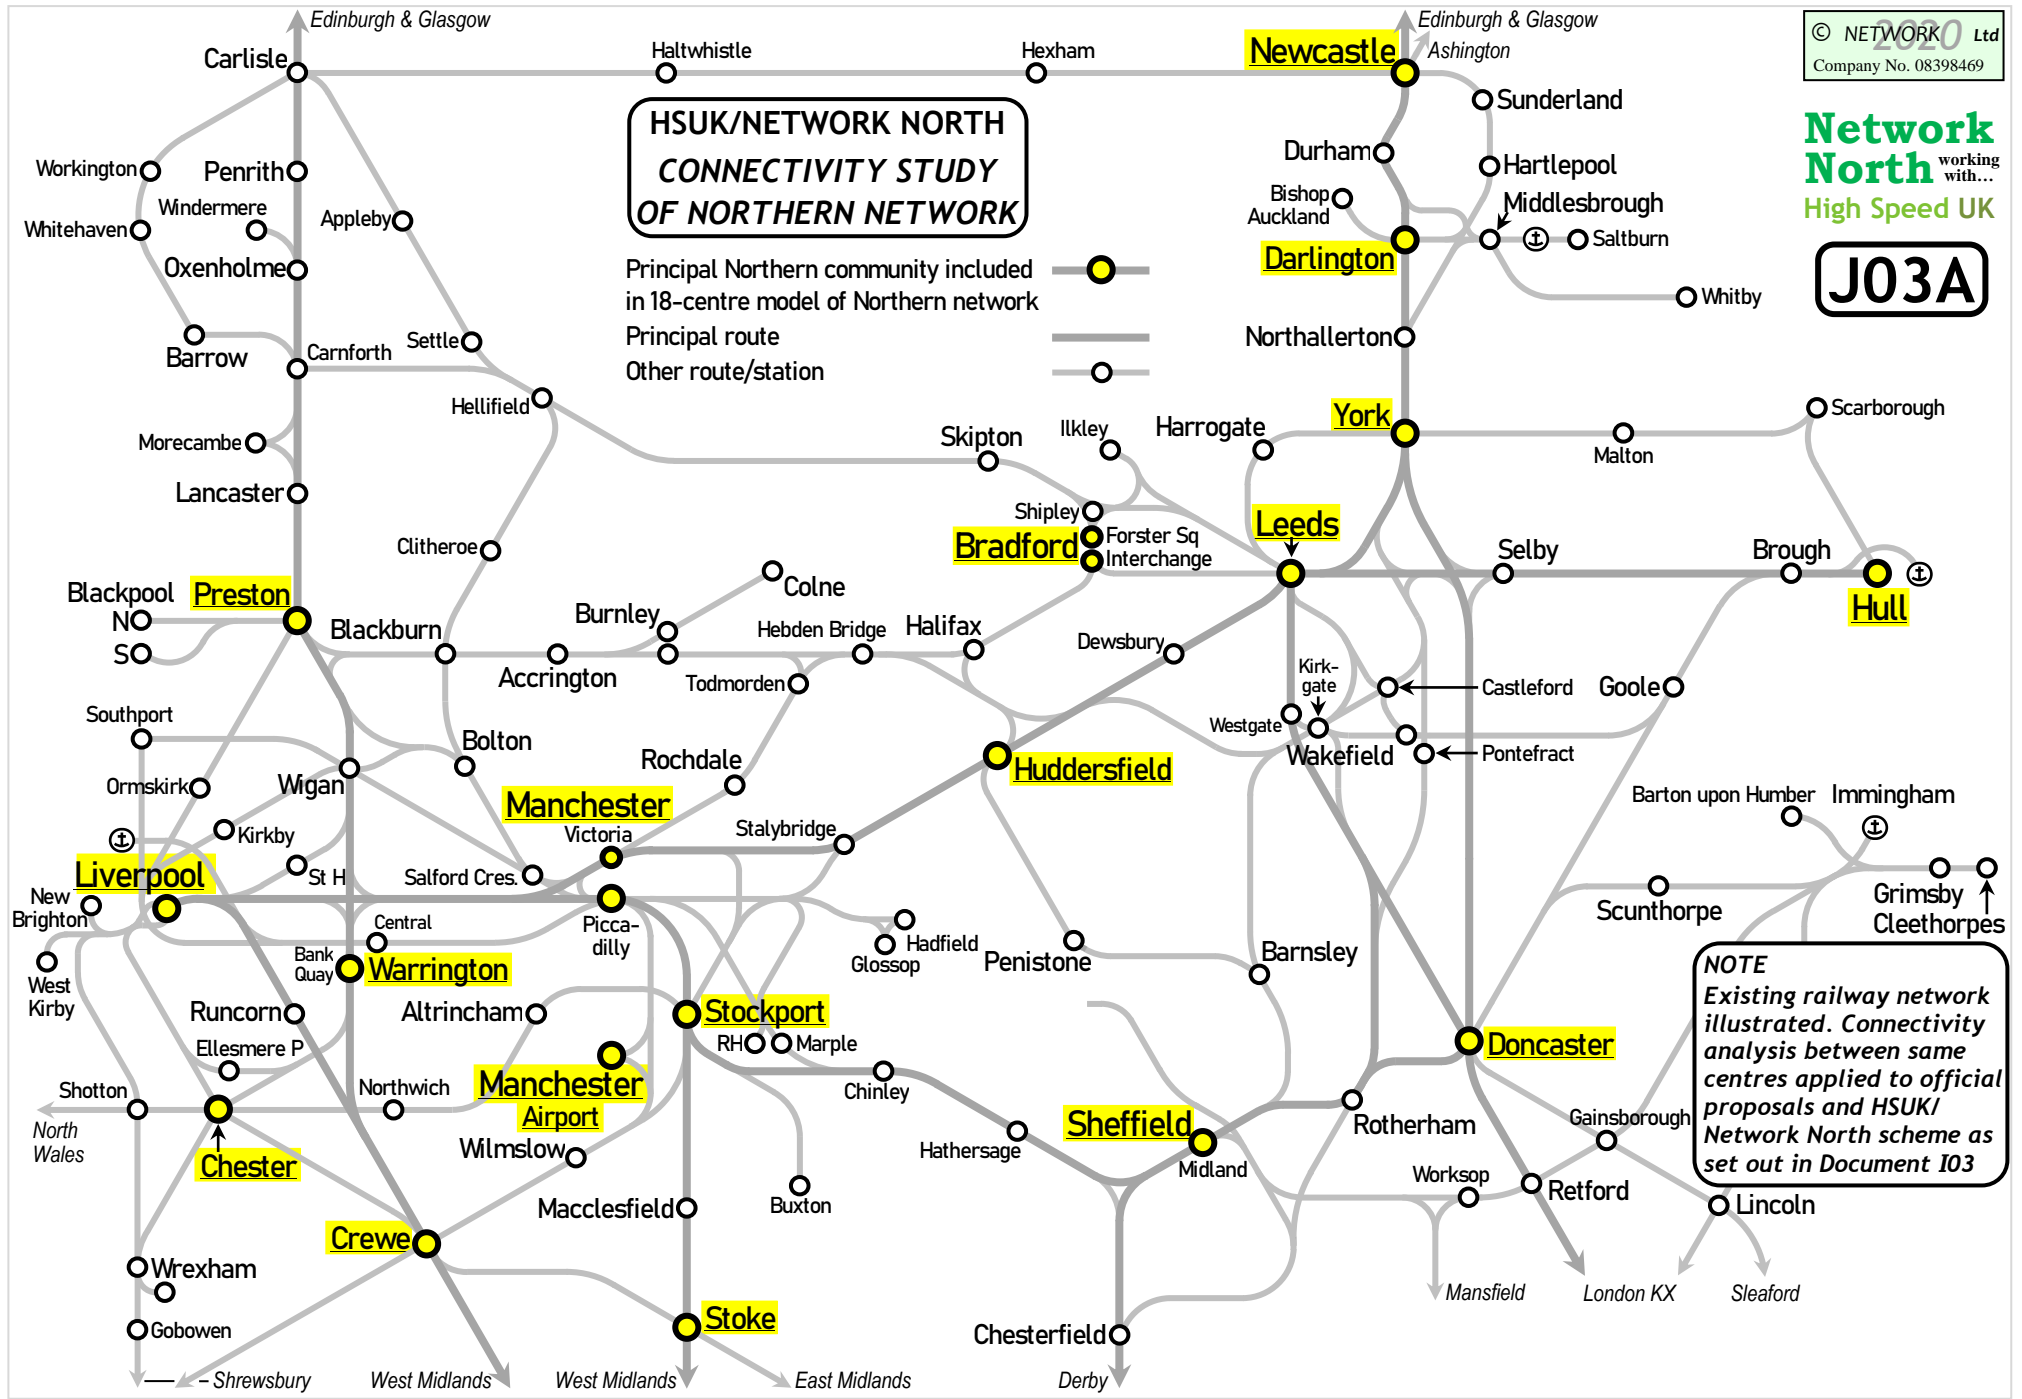 Edinburgh & Glasgow
Edinburgh & Glasgow
Ashington
© NETWORK 2020 Ltd
Company No. 08398469
Network
North working
with...
High Speed UK
J03A
HSUK/NETWORK NORTH
CONNECTIVITY STUDY
OF NORTHERN NETWORK
Principal Northern community included
in 18-centre model of Northern network
Principal route
Other route/station
Carlisle
Haltwhistle
Hexham
Newcastle
Sunderland
Durham
Hartlepool
Bishop
Auckland
Middlesbrough
Darlington
Saltburn
Whitby
Northallerton
Workington
Penrith
Windermere
Whitehaven
Appleby
Oxenholme
Barrow
Carnforth
Settle
Hellifield
Morecambe
Lancaster
Skipton
Ilkley
Harrogate
York
Malton
Scarborough
Shipley
Bradford
Forster Sq
Interchange
Leeds
Selby
Brough
Hull
Clitheroe
Colne
Blackpool
N
S
Preston
Blackburn
Burnley
Accrington
Hebden Bridge
Halifax
Todmorden
Dewsbury
Kirk-
gate
Westgate
Wakefield
Castleford
Goole
Pontefract
Southport
Ormskirk
Wigan
Bolton
Rochdale
Huddersfield
Manchester
Victoria
Stalybridge
Kirkby
St H
Salford Cres.
Liverpool
New
Brighton
West
Kirby
Central
Bank
Quay
Warrington
Picca-
dilly
Hadfield
Glossop
Penistone
Barnsley
Barton upon Humber
Immingham
Scunthorpe
Grimsby
Cleethorpes
Runcorn
Altrincham
Stockport
RH
Marple
Ellesmere P
Shotton
Northwich
Manchester
Airport
Chinley
Doncaster
North
Wales
Chester
Wilmslow
Hathersage
Sheffield
Midland
Rotherham
Gainsborough
Worksop
Retford
Lincoln
Macclesfield
Buxton
Crewe
Wrexham
Gobowen
Stoke
Chesterfield
Mansfield
London KX
Sleaford
Shrewsbury
West Midlands
West Midlands
East Midlands
Derby
NOTE
Existing railway network
illustrated. Connectivity
analysis between same
centres applied to official
proposals and HSUK/
Network North scheme as
set out in Document I03